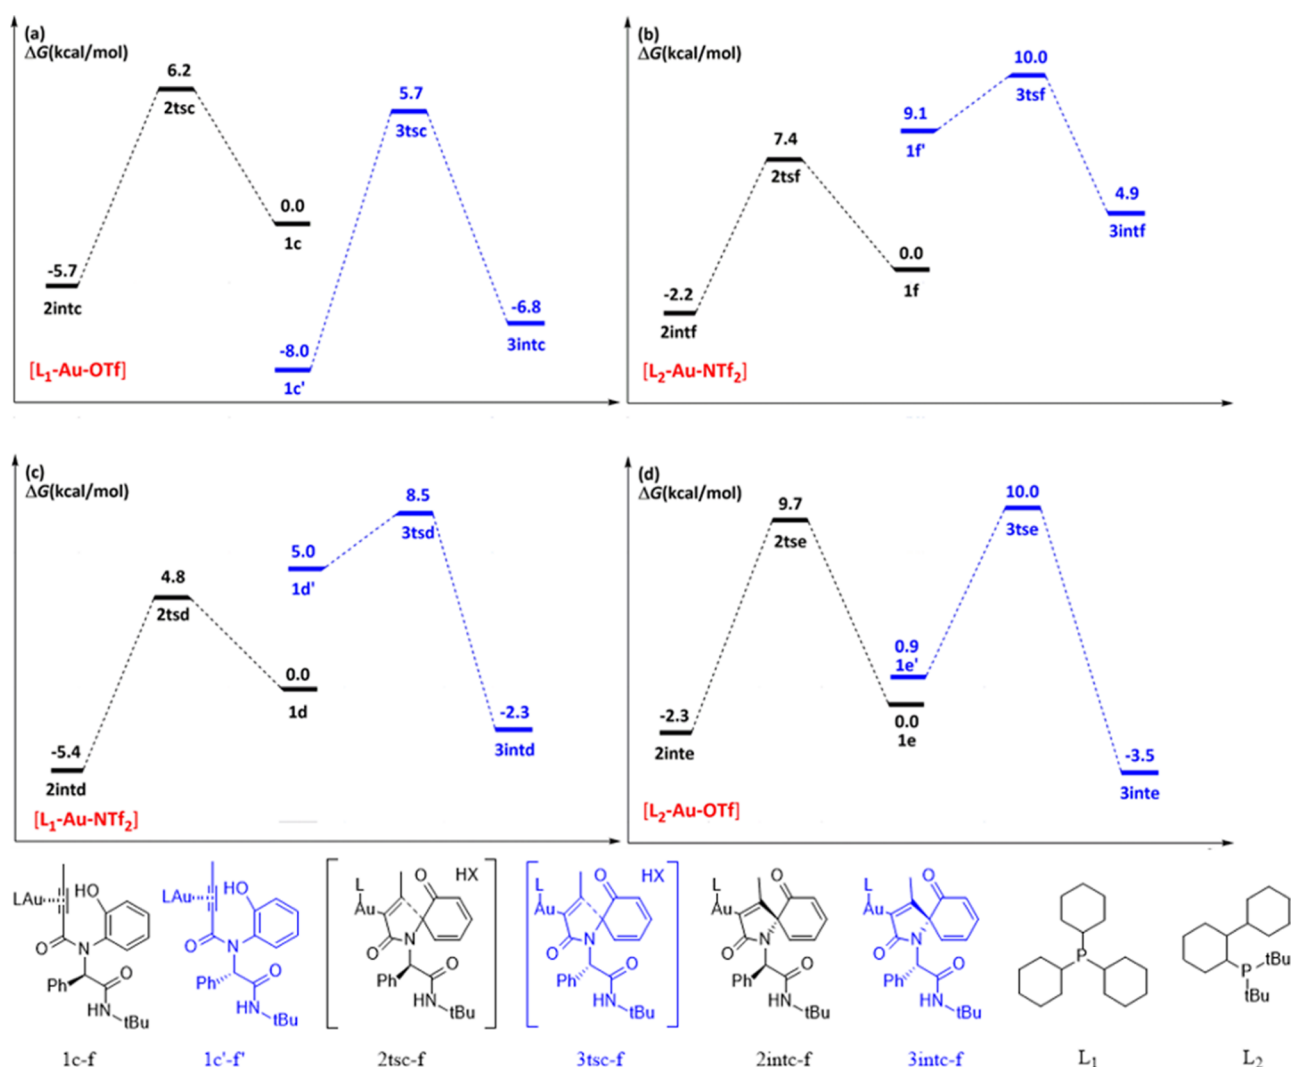 (a)
ΔG(kcal/mol)
6.2
2tsc
5.7
3tsc
0.0
1c
-5.7
2intc
-6.8
3intc
-8.0
1c'
[L1-Au-OTf]
(b)
ΔG(kcal/mol)
10.0
3tsf
9.1
1f'
7.4
2tsf
4.9
3intf
0.0
1f
-2.2
2intf
[L2-Au-NTf2]
(c)
ΔG(kcal/mol)
8.5
3tsd
5.0
1d'
4.8
2tsd
0.0
1d
-2.3
3intd
-5.4
2intd
[L1-Au-NTf2]
(d)
ΔG(kcal/mol)
10.0
3tse
9.7
2tse
0.9
1e'
0.0
1e
-2.3
2inte
-3.5
3inte
[L2-Au-OTf]
LAu
HO
O
N
Ph
O
HN
tBu
1c-f
LAu
HO
O
N
Ph
O
HN
tBu
1c'-f'
L
Au
O
HX
O
N
Ph
O
HN
tBu
2tsc-f
L
Au
O
HX
O
N
Ph
O
HN
tBu
3tsc-f
L
Au
O
O
N
Ph
O
HN
tBu
2intc-f
L
Au
O
O
N
Ph
O
HN
tBu
3intc-f
P
L1
P
tBu
tBu
L2